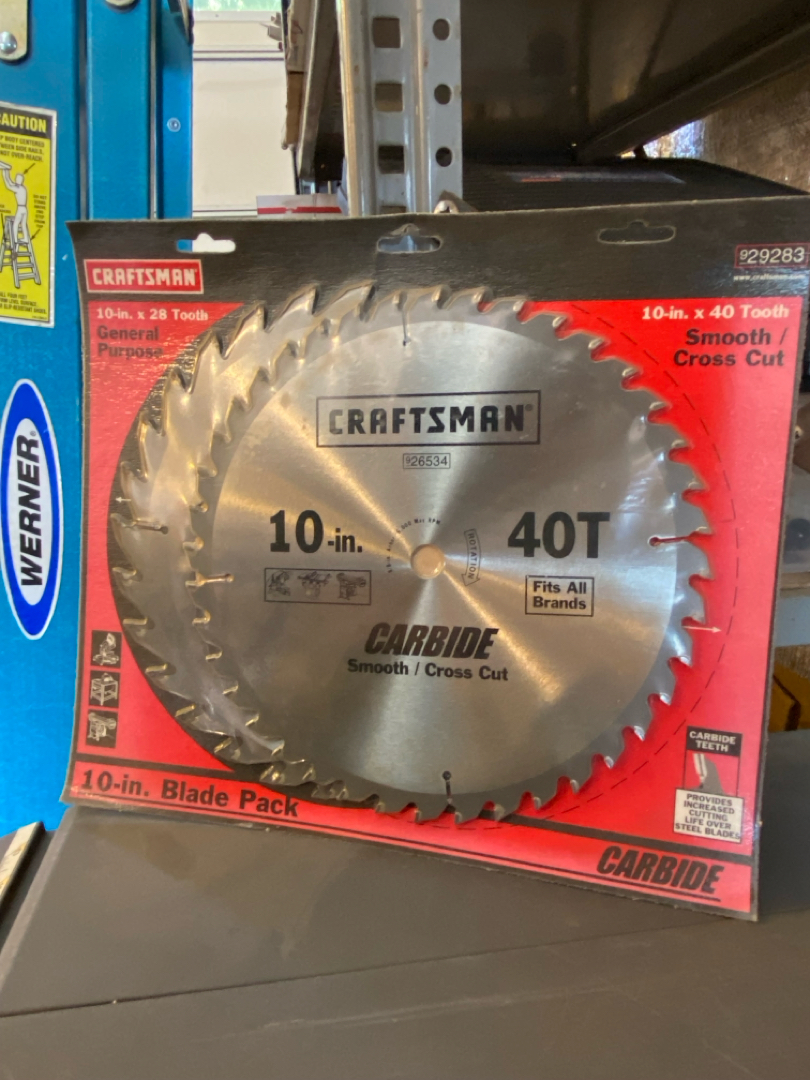 CAUTION
WERNER®
CRAFTSMAN
929283
10-in. x 28 Tooth
General
Purpose
10-in. x 40 Tooth
Smooth /
Cross Cut
CRAFTSMAN®
926534
10-in.
40T
ROTATION
Fits All
Brands
CARBIDE
Smooth / Cross Cut
CARBIDE
TEETH
PROVIDES
INCREASED
CUTTING
LIFE OVER
STEEL BLADES
10-in. Blade Pack
CARBIDE